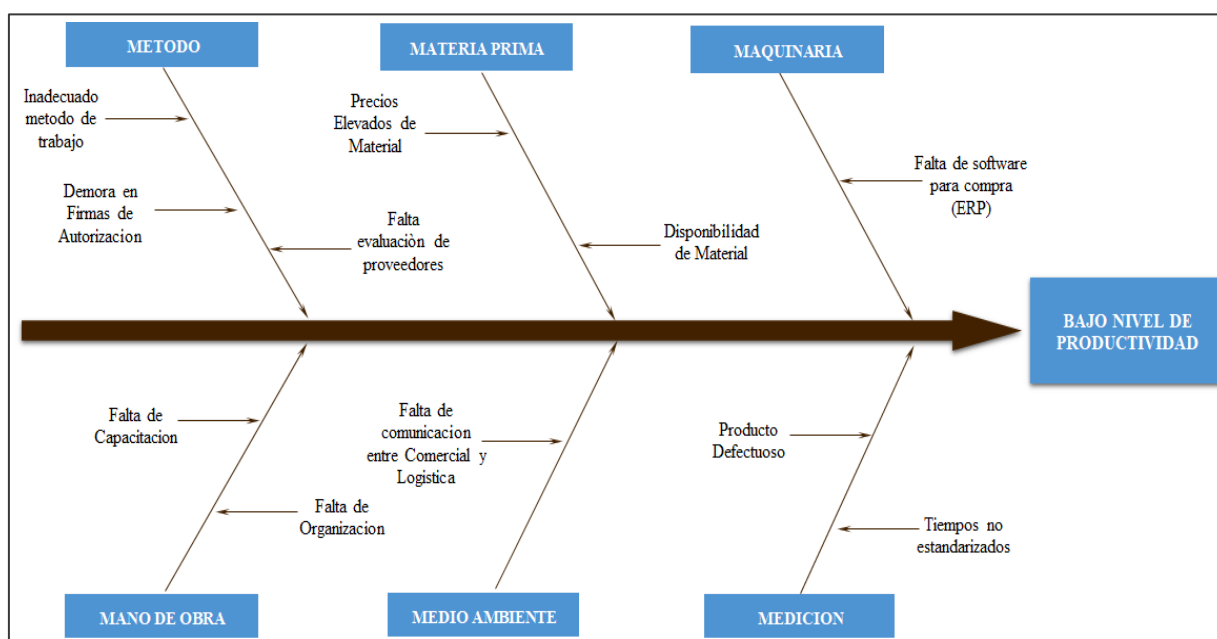 METODO
MATERIA PRIMA
MAQUINARIA
Inadecuado
metodo de
trabajo
Precios
Elevados de
Material
Falta de software
para compra
(ERP)
Demora en
Firmas de
Autorizacion
Falta
evaluaciòn de
proveedores
Disponibilidad
de Material
BAJO NIVEL DE
PRODUCTIVIDAD
Falta de
Capacitacion
Falta de
comunicacion
entre Comercial y
Logistica
Producto
Defectuoso
Falta de
Organizacion
Tiempos no
estandarizados
MANO DE OBRA
MEDIO AMBIENTE
MEDICION